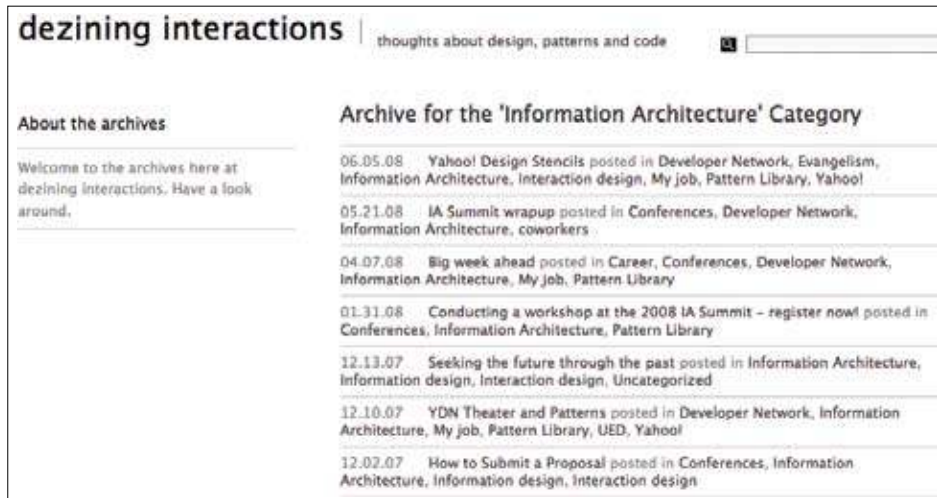 dezining interactions
thoughts about design, patterns and code
About the archives
Welcome to the archives here at
dezining interactions. Have a look
around.
Archive for the 'Information Architecture' Category
06.05.08 Yahoo! Design Stencils posted in Developer Network, Evangelism,
Information Architecture, Interaction design, My job, Pattern Library, Yahoo!
05.21.08 IA Summit wrapup posted in Conferences, Developer Network,
Information Architecture, coworkers
04.07.08 Big week ahead posted in Career, Conferences, Developer Network,
Information Architecture, My job, Pattern Library
01.31.08 Conducting a workshop at the 2008 IA Summit – register now! posted in
Conferences, Information Architecture, Pattern Library
12.13.07 Seeking the future through the past posted in Information Architecture,
Information design, Interaction design, Uncategorized
12.10.07 YDN Theater and Patterns posted in Developer Network, Information
Architecture, My job, Pattern Library, UED, Yahoo!
12.02.07 How to Submit a Proposal posted in Conferences, Information
Architecture, Information design, Interaction design